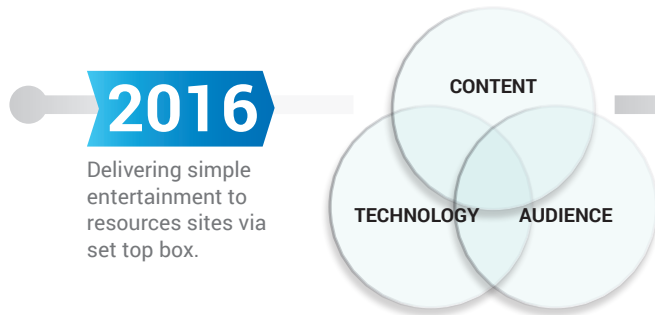 2016
Delivering simple
entertainment to
resources sites via
set top box.
CONTENT
TECHNOLOGY
AUDIENCE